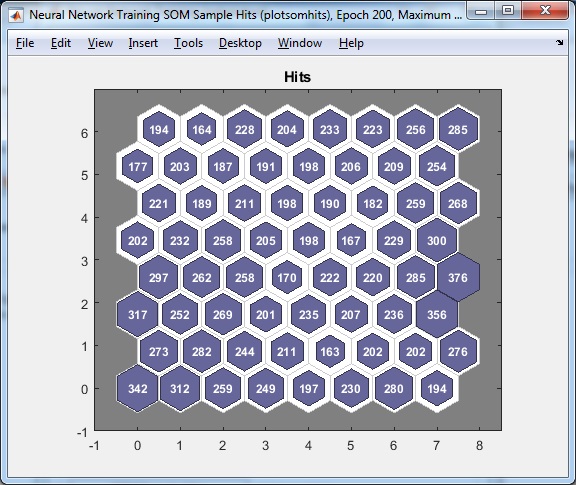 Neural Network Training SOM Sample Hits (plotsomhits), Epoch 200, Maximum ...
File Edit View Insert Tools Desktop Window Help
Hits
6 194 164 228 204 233 223 256 285
5 177 203 187 191 198 206 209 254
4 221 189 211 198 190 182 259 268
3 202 232 258 205 198 167 229 300
297 262 258 170 222 220 285 376
2 317 252 269 201 235 207 236 356
1 273 282 244 211 163 202 202 276
0 342 312 259 249 197 230 280 194
-1
-1 0 1 2 3 4 5 6 7 8